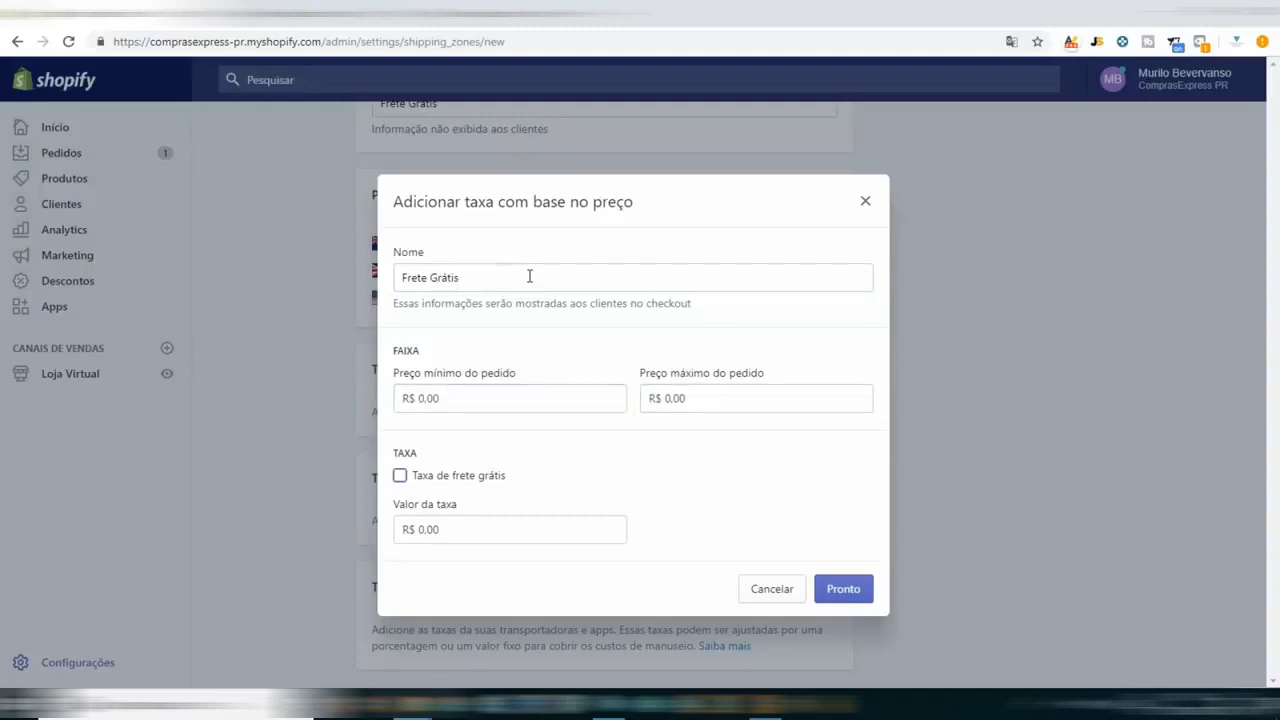 https://comprasexpress-pr.myshopify.com/admin/settings/shipping_zones/new
shopify
Pesquisar
MB
Murilo Bevervanso
ComprasExpress PR
Início
Pedidos
1
Produtos
Clientes
Analytics
Marketing
Descontos
Apps
CANAIS DE VENDAS
Loja Virtual
Configurações
Frete Grátis
Informação não exibida aos clientes
Adicionar taxa com base no preço
Nome
Frete Grátis
Essas informações serão mostradas aos clientes no checkout
FAIXA
Preço mínimo do pedido
Preço máximo do pedido
R$ 0,00
R$ 0,00
TAXA
Taxa de frete grátis
Valor da taxa
R$ 0,00
Cancelar
Pronto
Adicione as taxas da suas transportadoras e apps. Essas taxas podem ser ajustadas por uma
porcentagem ou um valor fixo para cobrir os custos de manuseio. Saiba mais